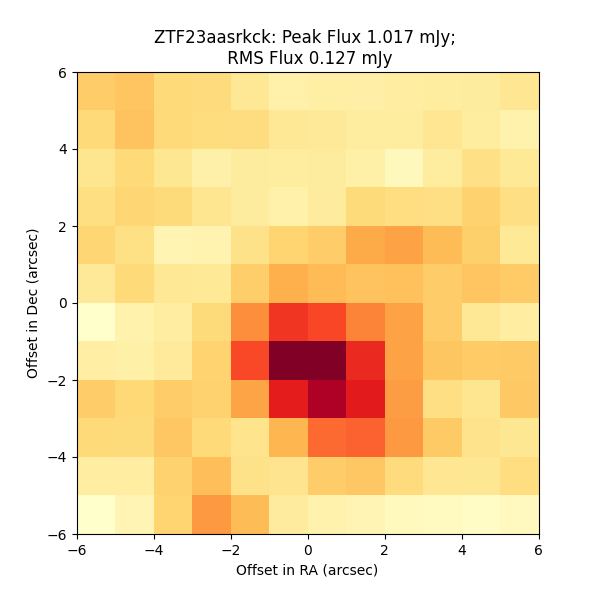 ZTF23aasrkck: Peak Flux 1.017 mJy;
RMS Flux 0.127 mJy
6
4
2
0
−2
−4
−6
Offset in Dec (arcsec)
−6 −4 −2 0 2 4 6
Offset in RA (arcsec)